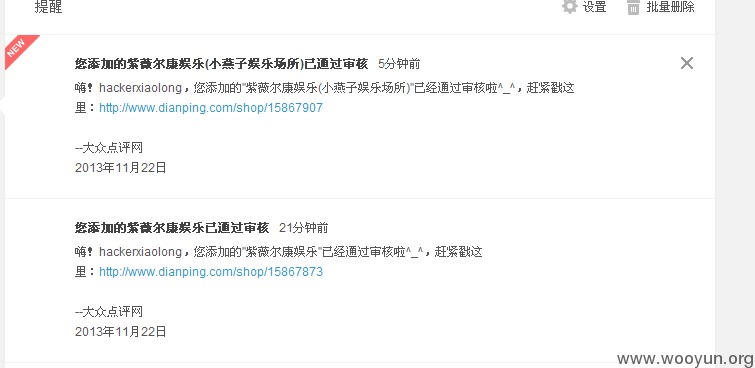 提醒
设置
批量删除
NEW
您添加的紫薇尔康娱乐(小燕子娱乐场所)已通过审核 5分钟前
嗨！hackerxiaolong，您添加的"紫薇尔康娱乐(小燕子娱乐场所)"已经通过审核啦^_^，赶紧戳这
里：http://www.dianping.com/shop/15867907
--大众点评网
2013年11月22日
您添加的紫薇尔康娱乐已通过审核 21分钟前
嗨！hackerxiaolong，您添加的"紫薇尔康娱乐"已经通过审核啦^_^，赶紧戳这
里：http://www.dianping.com/shop/15867873
--大众点评网
2013年11月22日
www.wooyun.org